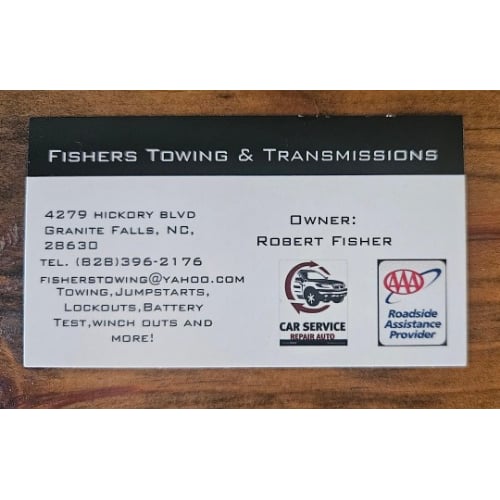 FISHERS TOWING & TRANSMISSIONS
4279 HICKORY BLVD
GRANITE FALLS, NC,
28630
TEL. (828)396-2176
FISHERSTOWING@YAHOO.COM
TOWING,JUMPSTARTS,
LOCKOUTS,BATTERY
TEST,WINCH OUTS AND
MORE!
OWNER:
ROBERT FISHER
CAR SERVICE
REPAIR AUTO
AAA
Roadside
Assistance
Provider